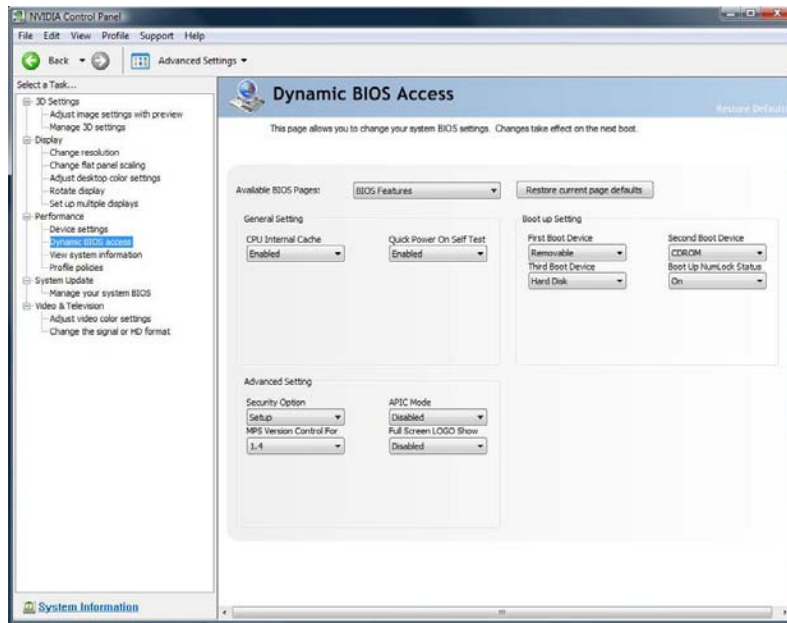 NVIDIA Control Panel
File Edit View Profile Support Help
Back Advanced Settings
Select a Task...
3D Settings
Adjust image settings with preview
Manage 3D settings
Display
Change resolution
Change flat panel scaling
Adjust desktop color settings
Rotate display
Set up multiple displays
Performance
Device settings
Dynamic BIOS access
View system information
Profile policies
System Update
Manage your system BIOS
Video & Television
Adjust video color settings
Change the signal or HD format
System Information
Dynamic BIOS Access
Restore Defaults
This page allows you to change your system BIOS settings. Changes take effect on the next boot.
Available BIOS Pages: BIOS Features Restore current page defaults
General Setting
CPU Internal Cache Quick Power On Self Test
Enabled Enabled
Boot up Setting
First Boot Device Second Boot Device
Removable CDROM
Third Boot Device Boot Up NumLock Status
Hard Disk On
Advanced Setting
Security Option APIC Mode
Setup Disabled
MPS Version Control For Full Screen LOGO Show
1.4 Disabled